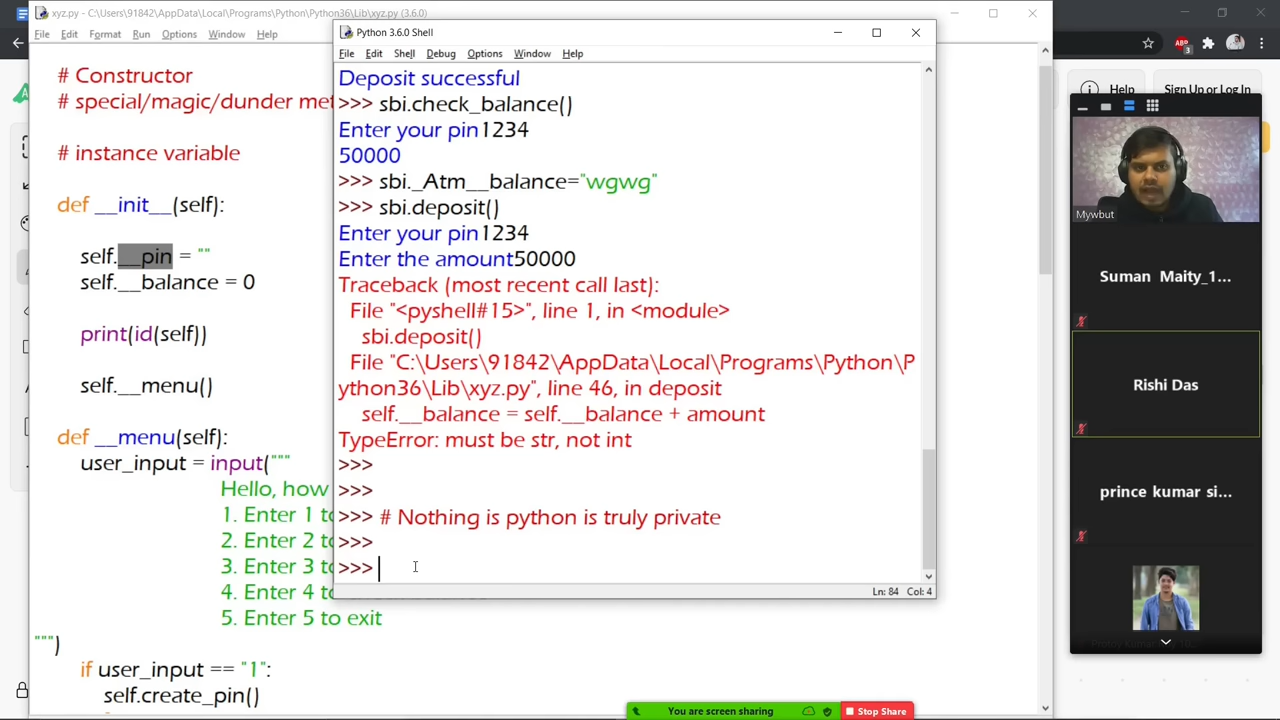 xyz.py - C:\Users\91842\AppData\Local\Programs\Python\Python36\Lib\xyz.py (3.6.0)
File Edit Format Run Options Window Help
# Constructor
# special/magic/dunder met
# instance variable
def __init__(self):
self.__pin = ""
self.__balance = 0
print(id(self))
self.__menu()
def __menu(self):
user_input = input("""
Hello, how
1. Enter 1 to
2. Enter 2 to
3. Enter 3 to
4. Enter 4 to
5. Enter 5 to exit
""")
if user_input == "1":
self.create_pin()
Python 3.6.0 Shell
File Edit Shell Debug Options Window Help
Deposit successful
>>> sbi.check_balance()
Enter your pin1234
50000
>>> sbi._Atm__balance="wgwg"
>>> sbi.deposit()
Enter your pin1234
Enter the amount50000
Traceback (most recent call last):
File "<pyshell#15>", line 1, in <module>
sbi.deposit()
File "C:\Users\91842\AppData\Local\Programs\Python\P
ython36\Lib\xyz.py", line 46, in deposit
self.__balance = self.__balance + amount
TypeError: must be str, not int
>>>
>>>
>>> # Nothing is python is truly private
>>>
>>>
Ln: 84 Col: 4
ABP
3
Help
Sign Up or Log In
Mywbut
Suman Maity_1...
Rishi Das
prince kumar si...
You are screen sharing
Stop Share